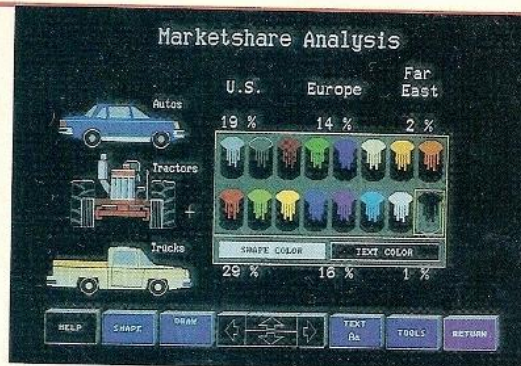 Marketshare Analysis
U.S.
Europe
Far
East
Autos
19 %
14 %
2 %
Tractors
Trucks
SHAPE COLOR
TEXT COLOR
29 %
16 %
1 %
HELP
SHAPE
DRAW
TEXT
Aa
TOOLS
RETURN